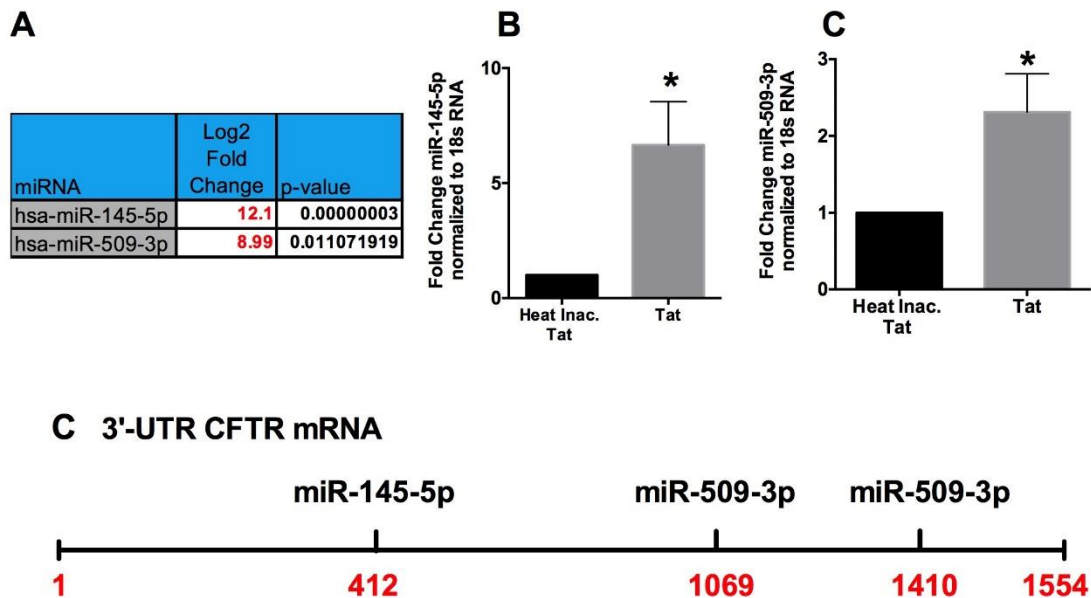 A
miRNA Log2 Fold Change p-value
hsa-miR-145-5p 12.1 0.00000003
hsa-miR-509-3p 8.99 0.011071919
B
Fold Change miR-145-5p
normalized to 18s RNA
10
5
0
*
Heat Inac.
Tat
Tat
C
Fold Change miR-509-3p
normalized to 18s RNA
3
2
1
0
*
Heat Inac.
Tat
Tat
C 3'-UTR CFTR mRNA
miR-145-5p miR-509-3p miR-509-3p
1 412 1069 1410 1554